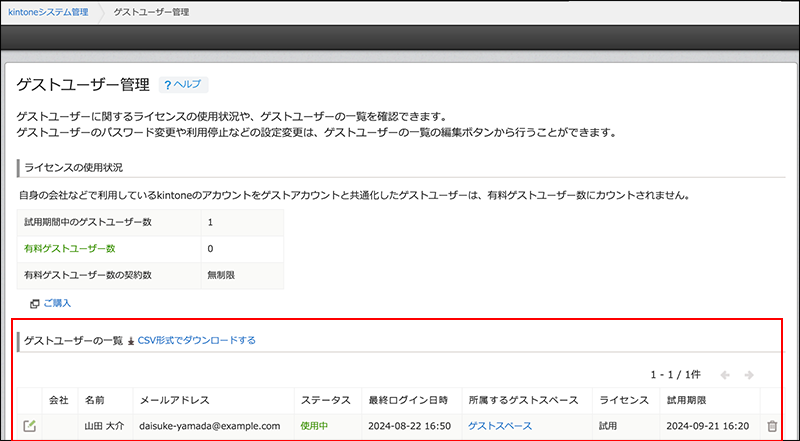 kintoneシステム管理 ゲストユーザー管理
ゲストユーザー管理 ?ヘルプ
ゲストユーザーに関するライセンスの使用状況や、ゲストユーザーの一覧を確認できます。
ゲストユーザーのパスワード変更や利用停止などの設定変更は、ゲストユーザーの一覧の編集ボタンから行うことができます。
ライセンスの使用状況
自身の会社などで利用しているkintoneのアカウントをゲストアカウントと共通化したゲストユーザーは、有料ゲストユーザー数にカウントされません。
試用期間中のゲストユーザー数 1
有料ゲストユーザー数 0
有料ゲストユーザー数の契約数 無制限
ご購入
ゲストユーザーの一覧 CSV形式でダウンロードする
1 - 1 / 1件
会社 名前 メールアドレス ステータス 最終ログイン日時 所属するゲストスペース ライセンス 試用期限
山田 大介 daisuke-yamada@example.com 使用中 2024-08-22 16:50 ゲストスペース 試用 2024-09-21 16:20